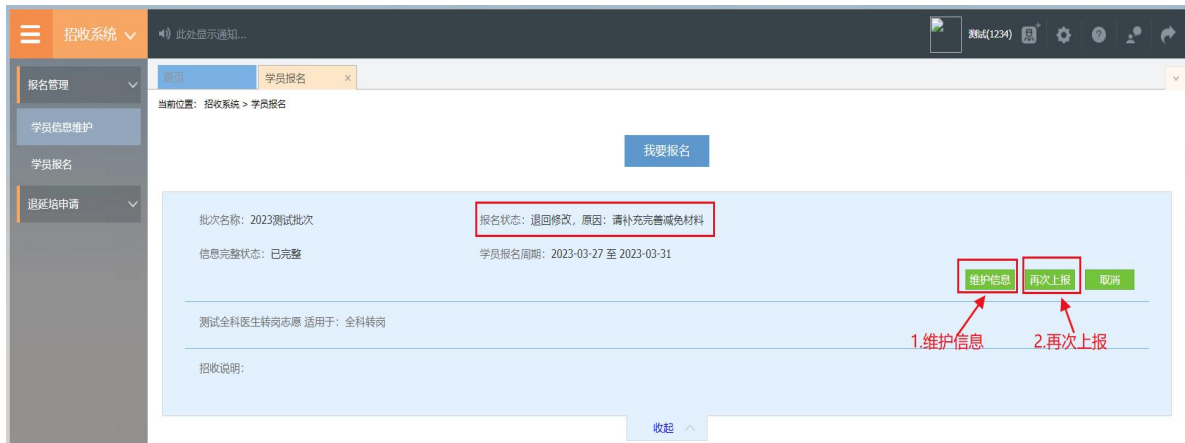 招收系统
此处显示通知...
测试(1234)
报名管理
学员信息维护
学员报名
退延培申请
首页
学员报名 ×
当前位置： 招收系统 > 学员报名
我要报名
批次名称：2023测试批次
报名状态：退回修改，原因：请补充完善减免材料
信息完整状态：已完整
学员报名周期：2023-03-27 至 2023-03-31
维护信息 再次上报 取消
1.维护信息 2.再次上报
测试全科医生转岗志愿 适用于：全科转岗
招收说明：
收起